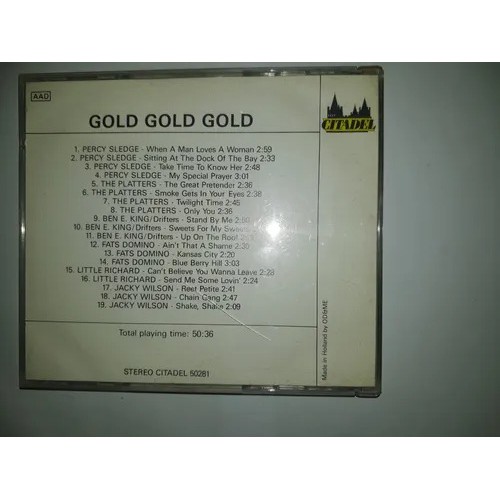 AAD
GOLD GOLD GOLD
CITADEL
1. PERCY SLEDGE - When A Man Loves A Woman 2:59
2. PERCY SLEDGE - Sitting At The Dock Of The Bay 2:33
3. PERCY SLEDGE - Take Time To Know Her 2:48
4. PERCY SLEDGE - My Special Prayer 3:01
5. THE PLATTERS - The Great Pretender 2:36
6. THE PLATTERS - Smoke Gets In Your Eyes 2:38
7. THE PLATTERS - Twilight Time 2:45
8. THE PLATTERS - Only You 2:36
9. BEN E. KING/Drifters - Stand By Me
10. BEN E. KING/Drifters - Sweets For My Sweet
11. BEN E. KING/Drifters - Up On The Roof
12. FATS DOMINO - Ain't That A Shame 2:20
13. FATS DOMINO - Kansas City 2:20
14. FATS DOMINO - Blue Berry Hill 3:03
15. LITTLE RICHARD - Can't Believe You Wanna Leave 2:28
16. LITTLE RICHARD - Send Me Some Lovin' 2:24
17. JACKY WILSON - Reet Petite 2:41
18. JACKY WILSON - Chain Gang 2:47
19. JACKY WILSON - Shake, Shake 2:09
Total playing time: 50:36
STEREO CITADEL 50281
Made in Holland by OD&ME